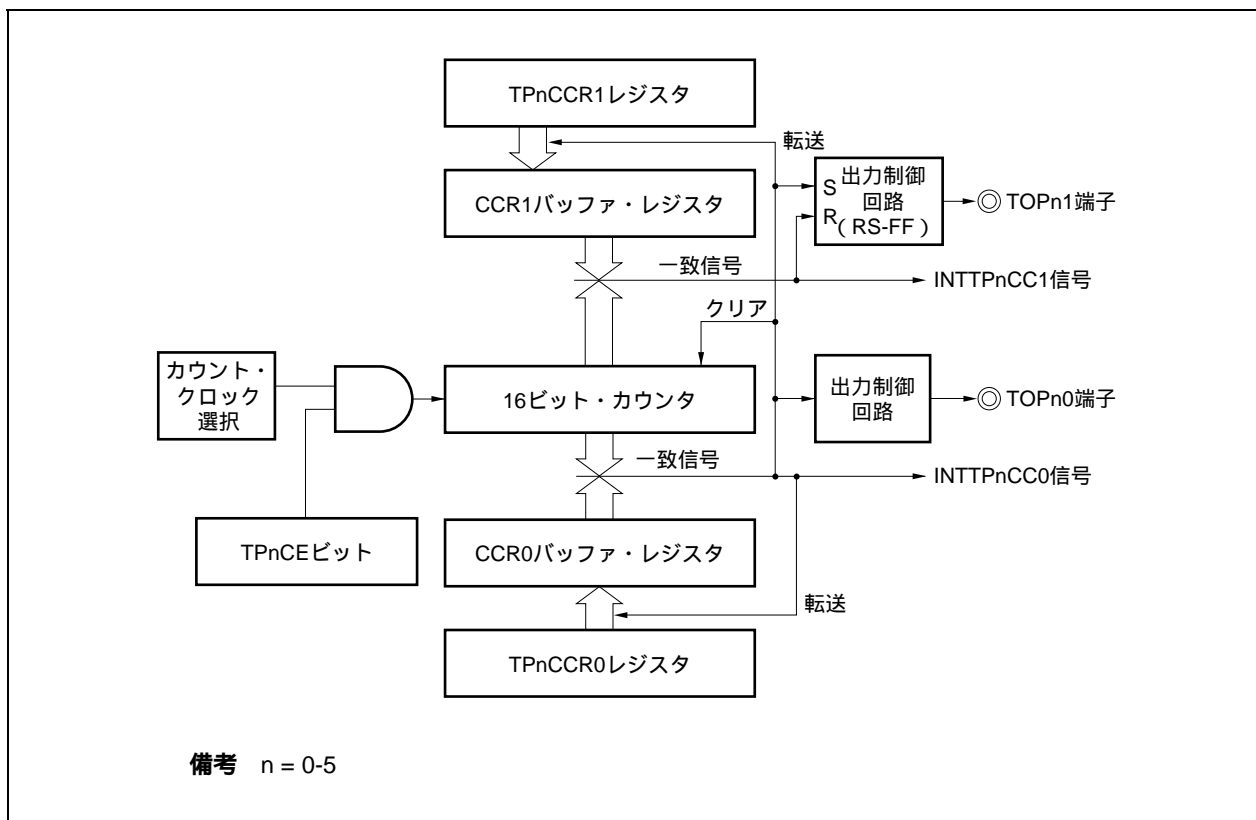 TPnCCR1レジスタ
転送
CCR1バッファ・レジスタ
S
R
出力制御
回路
(RS-FF)
TOPn1端子
一致信号
INTTPnCC1信号
クリア
カウント・
クロック
選択
16ビット・カウンタ
出力制御
回路
TOPn0端子
一致信号
INTTPnCC0信号
TPnCEビット
CCR0バッファ・レジスタ
転送
TPnCCR0レジスタ
備考 n = 0-5